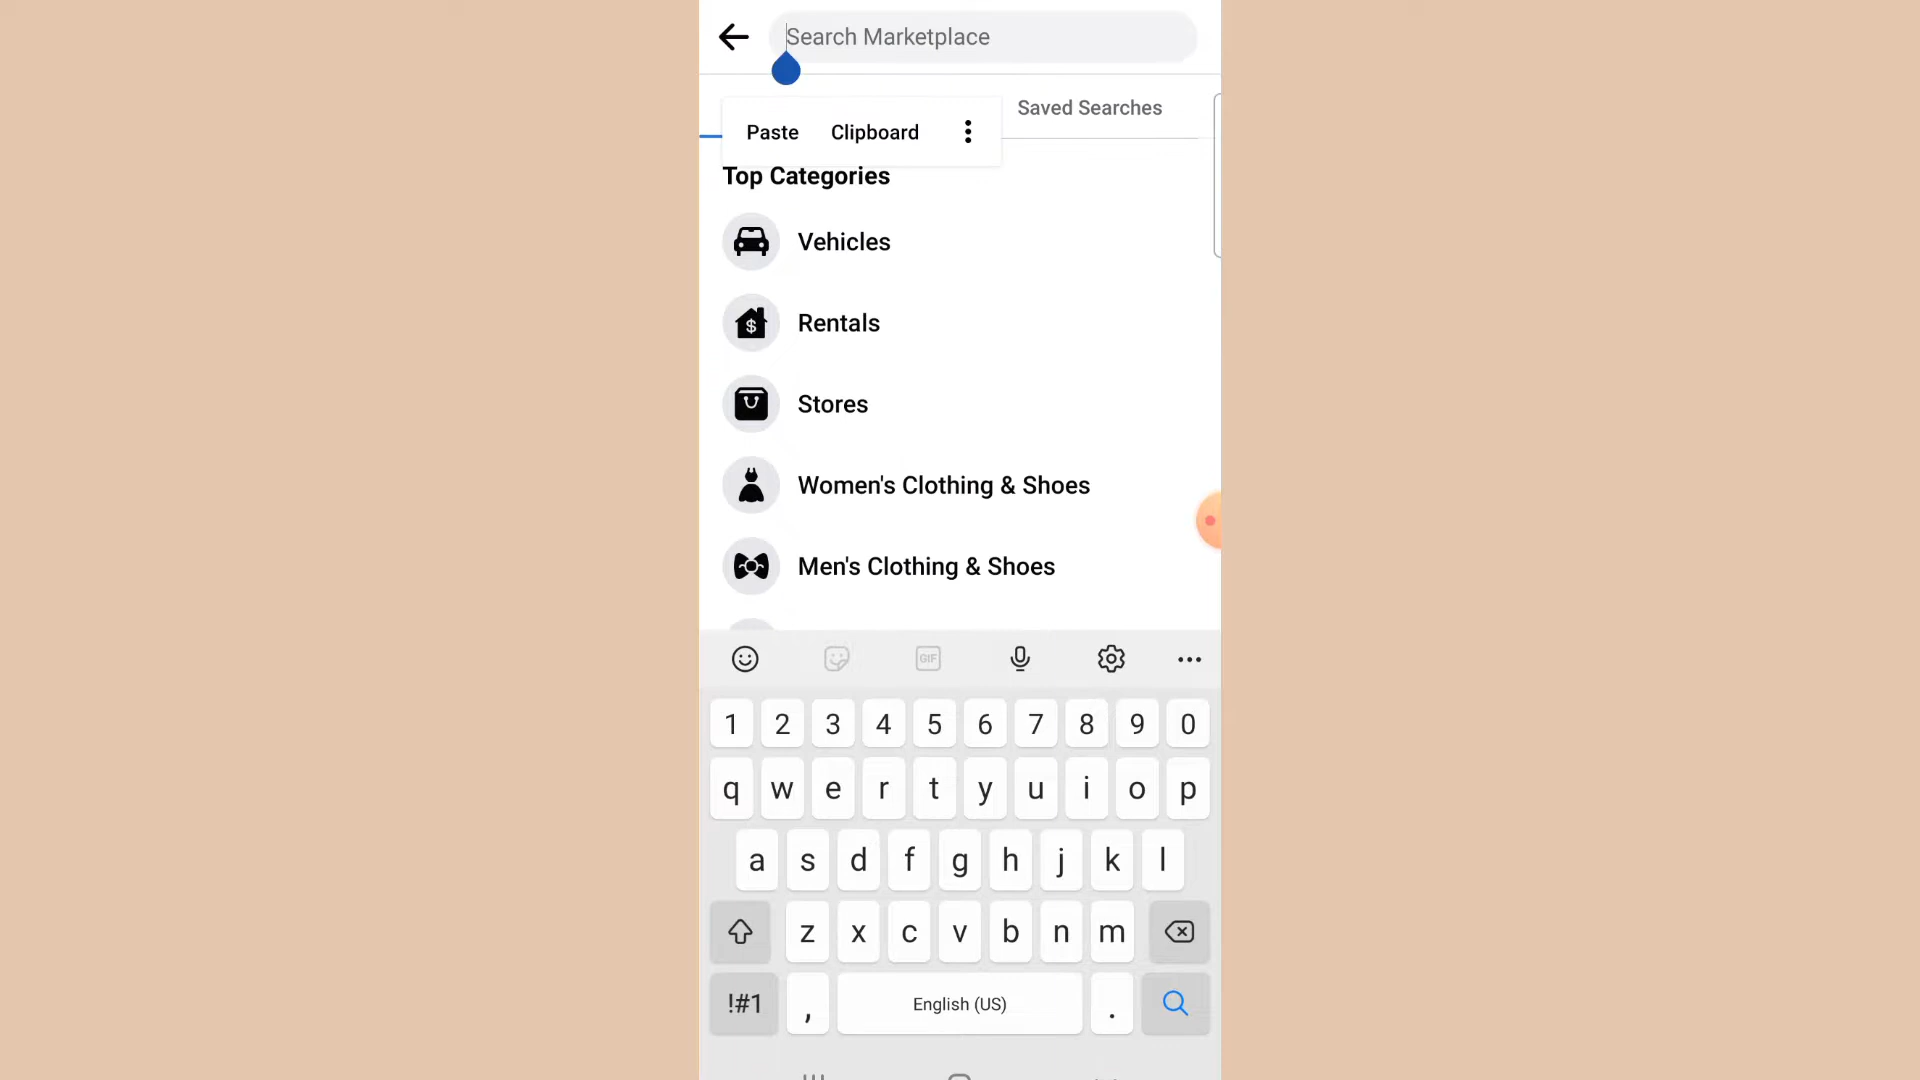 Search Marketplace
Saved Searches
Paste Clipboard
Top Categories
Vehicles
$
Rentals
Stores
Women's Clothing & Shoes
Men's Clothing & Shoes
GIF
1 2 3 4 5 6 7 8 9 0
q w e r t y u i o p
a s d f g h j k l
z x c v b n m
!#1 , English (US) .